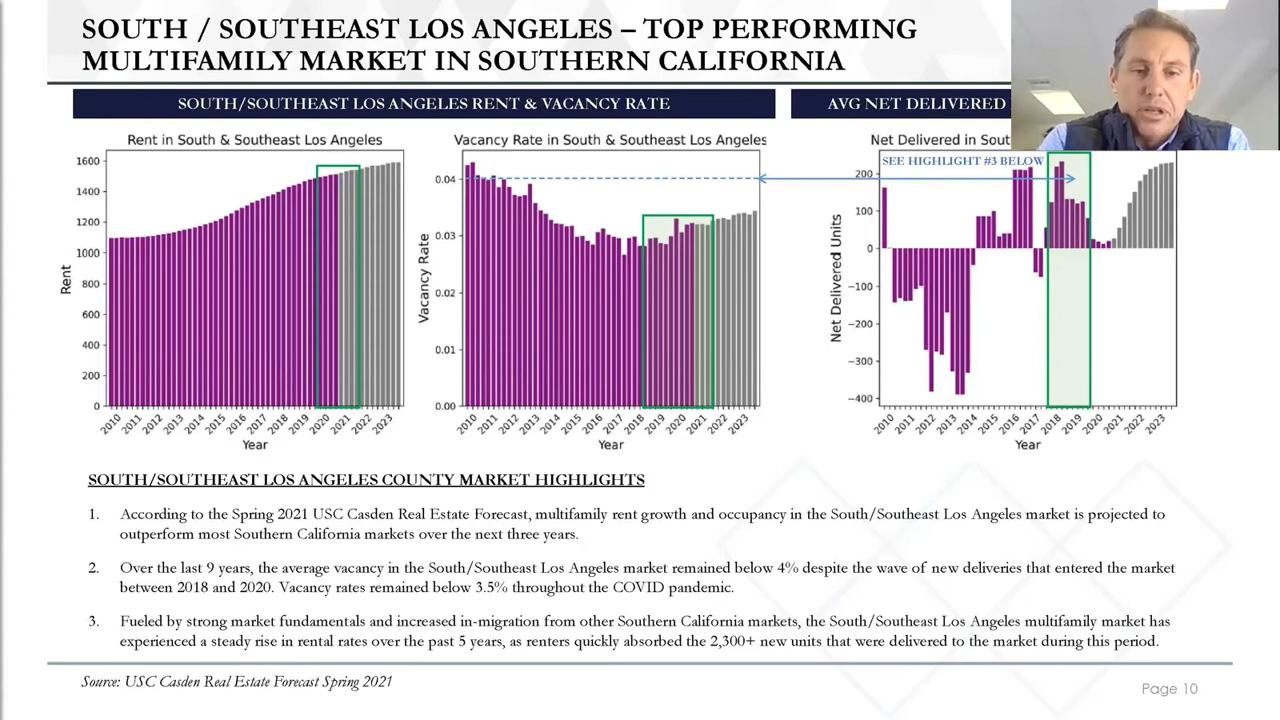 SOUTH / SOUTHEAST LOS ANGELES – TOP PERFORMING
MULTIFAMILY MARKET IN SOUTHERN CALIFORNIA
SOUTH/SOUTHEAST LOS ANGELES RENT & VACANCY RATE
AVG NET DELIVERED
Rent in South & Southeast Los Angeles
Rent
1600
1400
1200
1000
800
600
400
200
0
2010 2011 2012 2013 2014 2015 2016 2017 2018 2019 2020 2021 2022 2023
Year
Vacancy Rate in South & Southeast Los Angeles
Vacancy Rate
0.04
0.03
0.02
0.01
0.00
2010 2011 2012 2013 2014 2015 2016 2017 2018 2019 2020 2021 2022 2023
Year
Net Delivered in Sout
SEE HIGHLIGHT #3 BELOW
Net Delivered Units
200
100
0
−100
−200
−300
−400
2010 2011 2012 2013 2014 2015 2016 2017 2018 2019 2020 2021 2022 2023
Year
SOUTH/SOUTHEAST LOS ANGELES COUNTY MARKET HIGHLIGHTS
1. According to the Spring 2021 USC Casden Real Estate Forecast, multifamily rent growth and occupancy in the South/Southeast Los Angeles market is projected to
outperform most Southern California markets over the next three years.
2. Over the last 9 years, the average vacancy in the South/Southeast Los Angeles market remained below 4% despite the wave of new deliveries that entered the market
between 2018 and 2020. Vacancy rates remained below 3.5% throughout the COVID pandemic.
3. Fueled by strong market fundamentals and increased in-migration from other Southern California markets, the South/Southeast Los Angeles multifamily market has
experienced a steady rise in rental rates over the past 5 years, as renters quickly absorbed the 2,300+ new units that were delivered to the market during this period.
Source: USC Casden Real Estate Forecast Spring 2021
Page 10